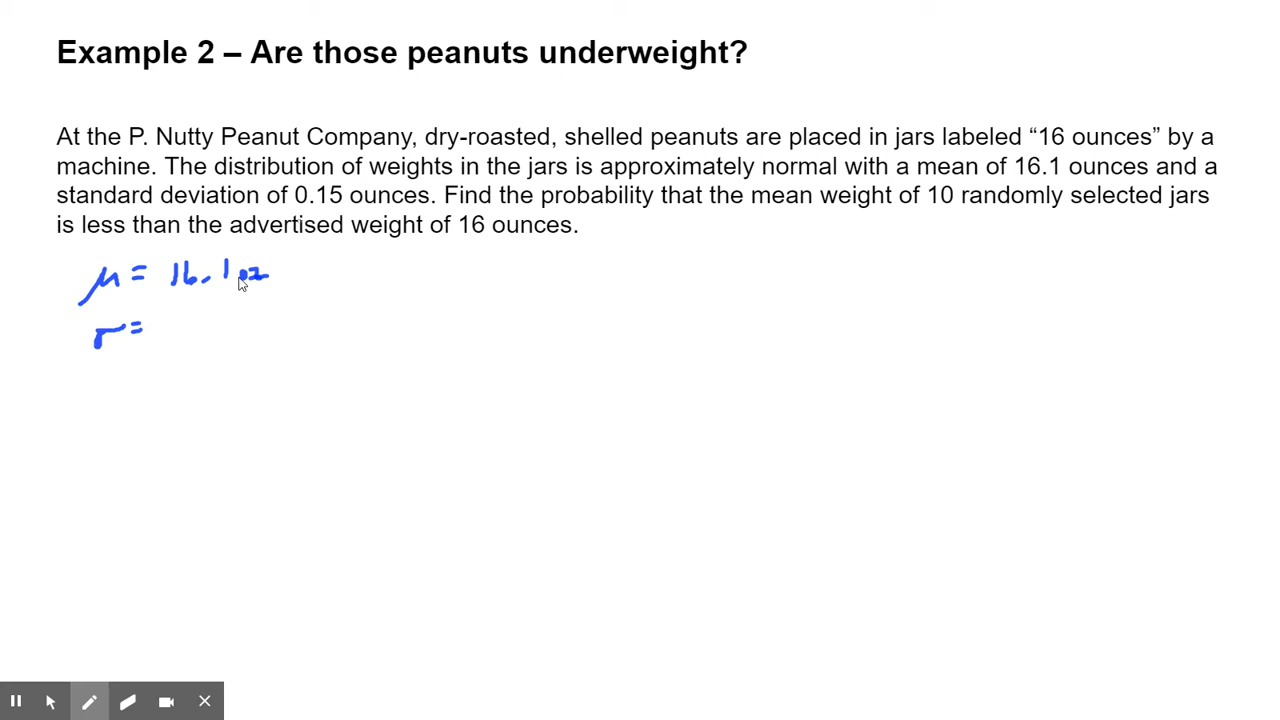 Example 2 – Are those peanuts underweight?
At the P. Nutty Peanut Company, dry-roasted, shelled peanuts are placed in jars labeled “16 ounces” by a
machine. The distribution of weights in the jars is approximately normal with a mean of 16.1 ounces and a
standard deviation of 0.15 ounces. Find the probability that the mean weight of 10 randomly selected jars
is less than the advertised weight of 16 ounces.
μ = 16.1 oz
σ =